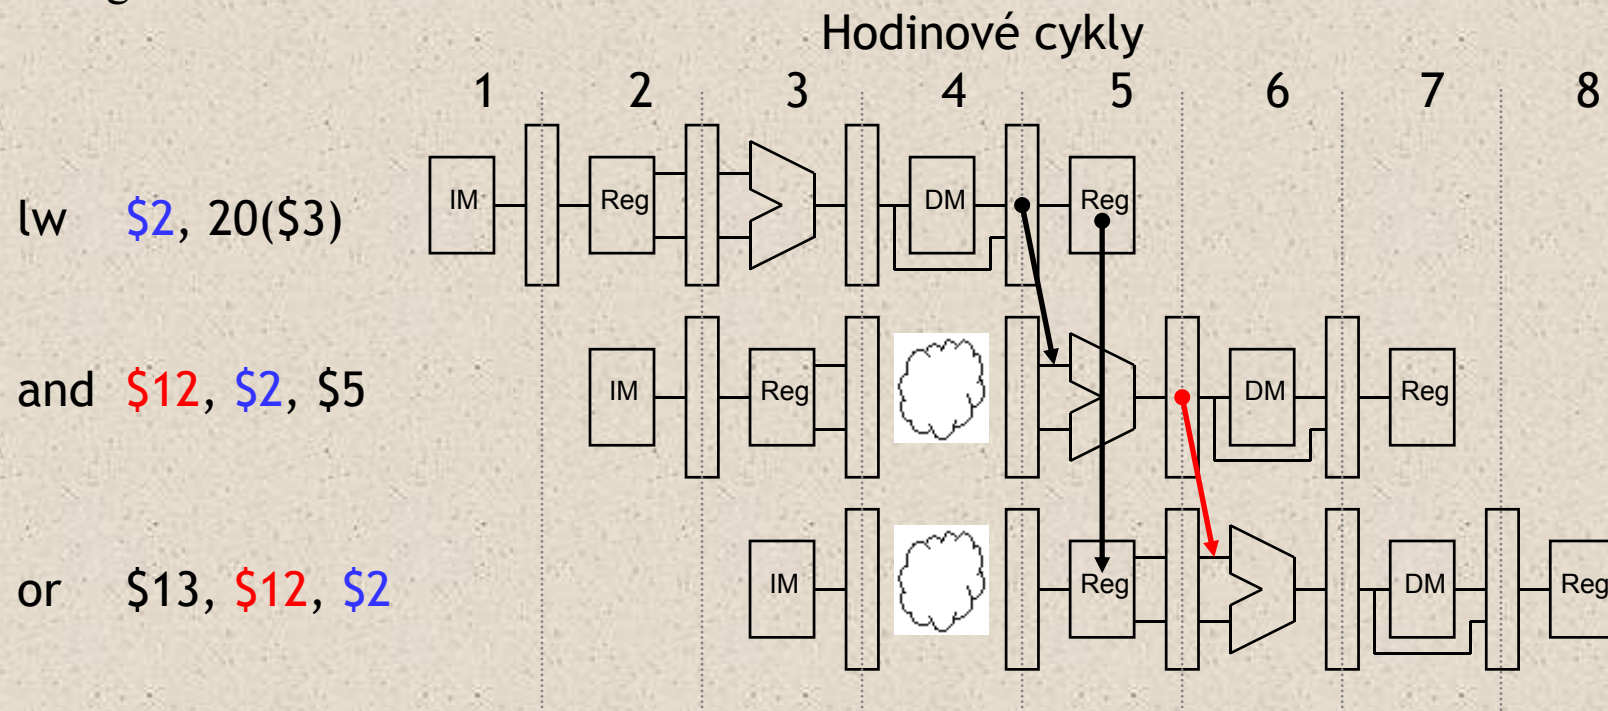 Hodinové cykly
1 2 3 4 5 6 7 8
lw $2, 20($3) IM Reg DM Reg
and $12, $2, $5 IM Reg DM Reg
or $13, $12, $2 IM Reg DM Reg